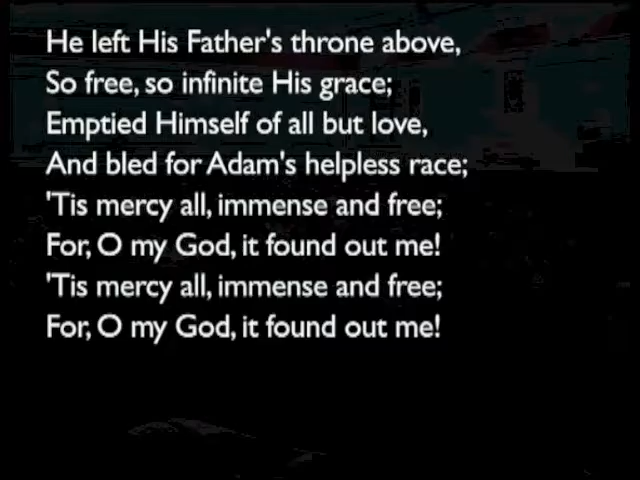 He left His Father's throne above,
So free, so infinite His grace;
Emptied Himself of all but love,
And bled for Adam's helpless race;
'Tis mercy all, immense and free;
For, O my God, it found out me!
'Tis mercy all, immense and free;
For, O my God, it found out me!